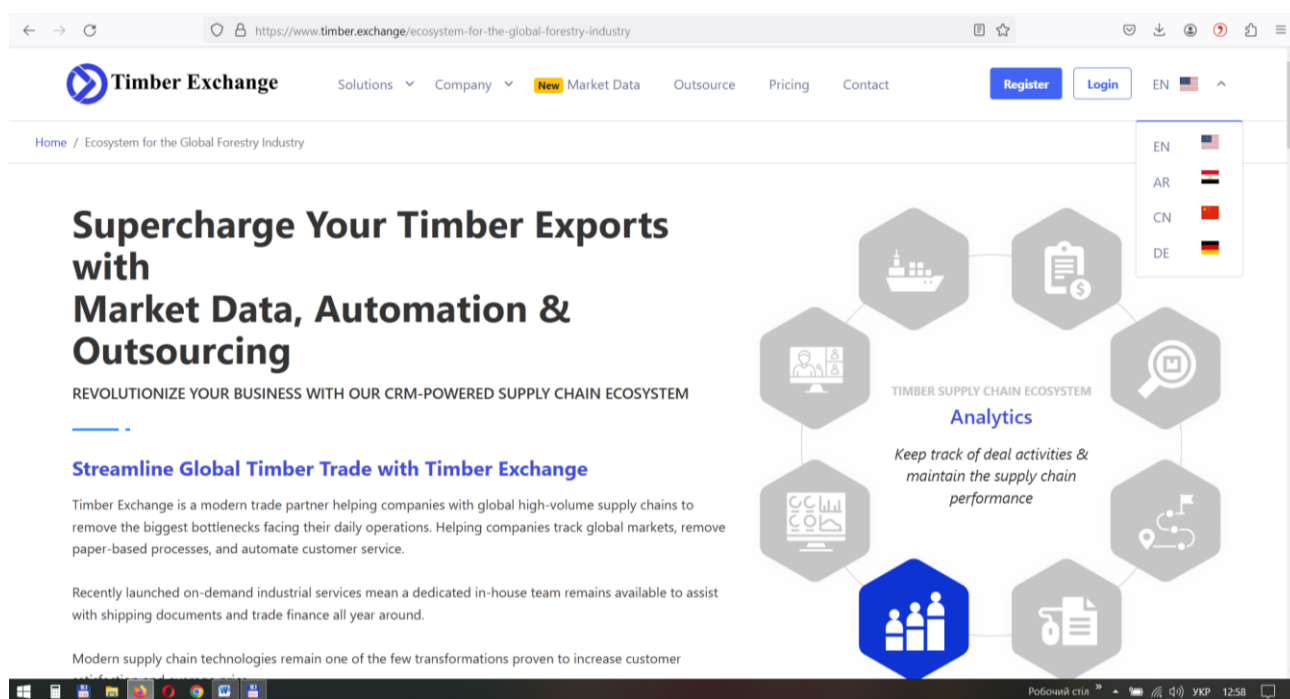 https://www.timber.exchange/ecosystem-for-the-global-forestry-industry
Timber Exchange
Solutions
Company
New Market Data
Outsource
Pricing
Contact
Register
Login
EN
EN
AR
CN
DE
Home / Ecosystem for the Global Forestry Industry
Supercharge Your Timber Exports
with
Market Data, Automation &
Outsourcing
REVOLUTIONIZE YOUR BUSINESS WITH OUR CRM-POWERED SUPPLY CHAIN ECOSYSTEM
Streamline Global Timber Trade with Timber Exchange
Timber Exchange is a modern trade partner helping companies with global high-volume supply chains to
remove the biggest bottlenecks facing their daily operations. Helping companies track global markets, remove
paper-based processes, and automate customer service.
Recently launched on-demand industrial services mean a dedicated in-house team remains available to assist
with shipping documents and trade finance all year around.
Modern supply chain technologies remain one of the few transformations proven to increase customer
TIMBER SUPPLY CHAIN ECOSYSTEM
Analytics
Keep track of deal activities &
maintain the supply chain
performance
Робочий стіл
УКР
12:58